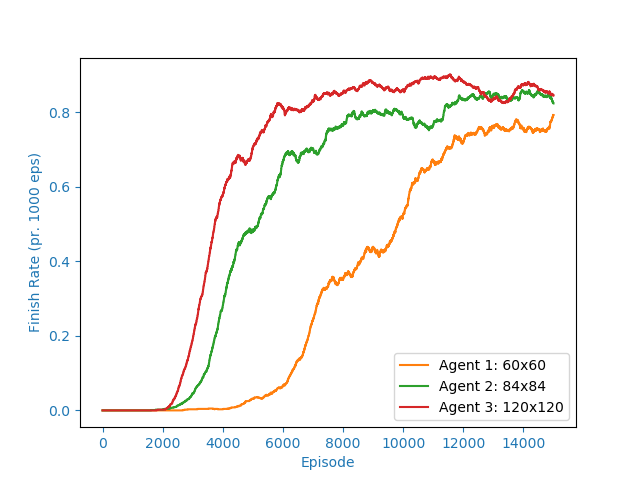 Finish Rate (pr. 1000 eps)
0.8
0.6
0.4
0.2
0.0
Agent 1: 60x60
Agent 2: 84x84
Agent 3: 120x120
0 2000 4000 6000 8000 10000 12000 14000
Episode